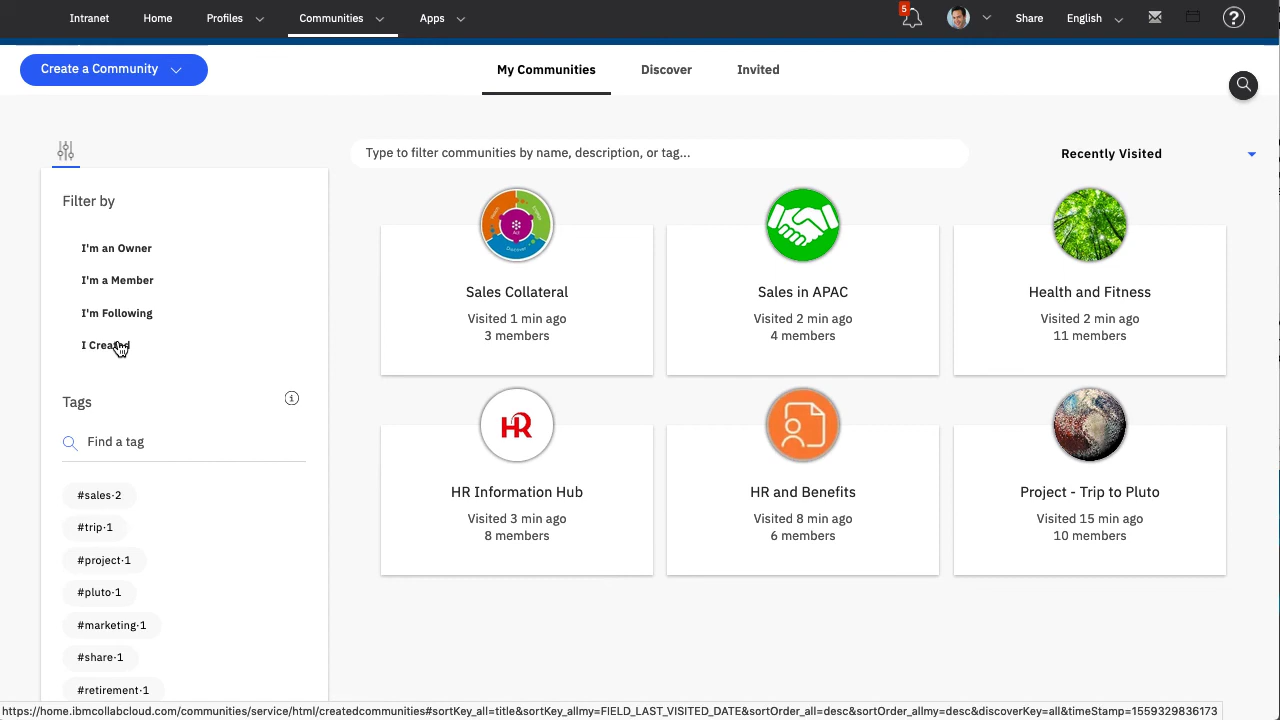 Intranet
Home
Profiles
Communities
Apps
5
Share
English
?
Create a Community
My Communities
Discover
Invited
Type to filter communities by name, description, or tag...
Recently Visited
Filter by
I'm an Owner
I'm a Member
I'm Following
I Created
Tags
Find a tag
#sales·2
#trip·1
#project·1
#pluto·1
#marketing·1
#share·1
#retirement·1
Act
Discover
Sales Collateral
Visited 1 min ago
3 members
Sales in APAC
Visited 2 min ago
4 members
Health and Fitness
Visited 2 min ago
11 members
HR
HR Information Hub
Visited 3 min ago
8 members
HR and Benefits
Visited 8 min ago
6 members
Project - Trip to Pluto
Visited 15 min ago
10 members
https://home.ibmcollabcloud.com/communities/service/html/createdcommunities#sortKey_all=title&sortKey_allmy=FIELD_LAST_VISITED_DATE&sortOrder_all=desc&sortOrder_allmy=desc&discoverKey=all&timeStamp=1559329836173